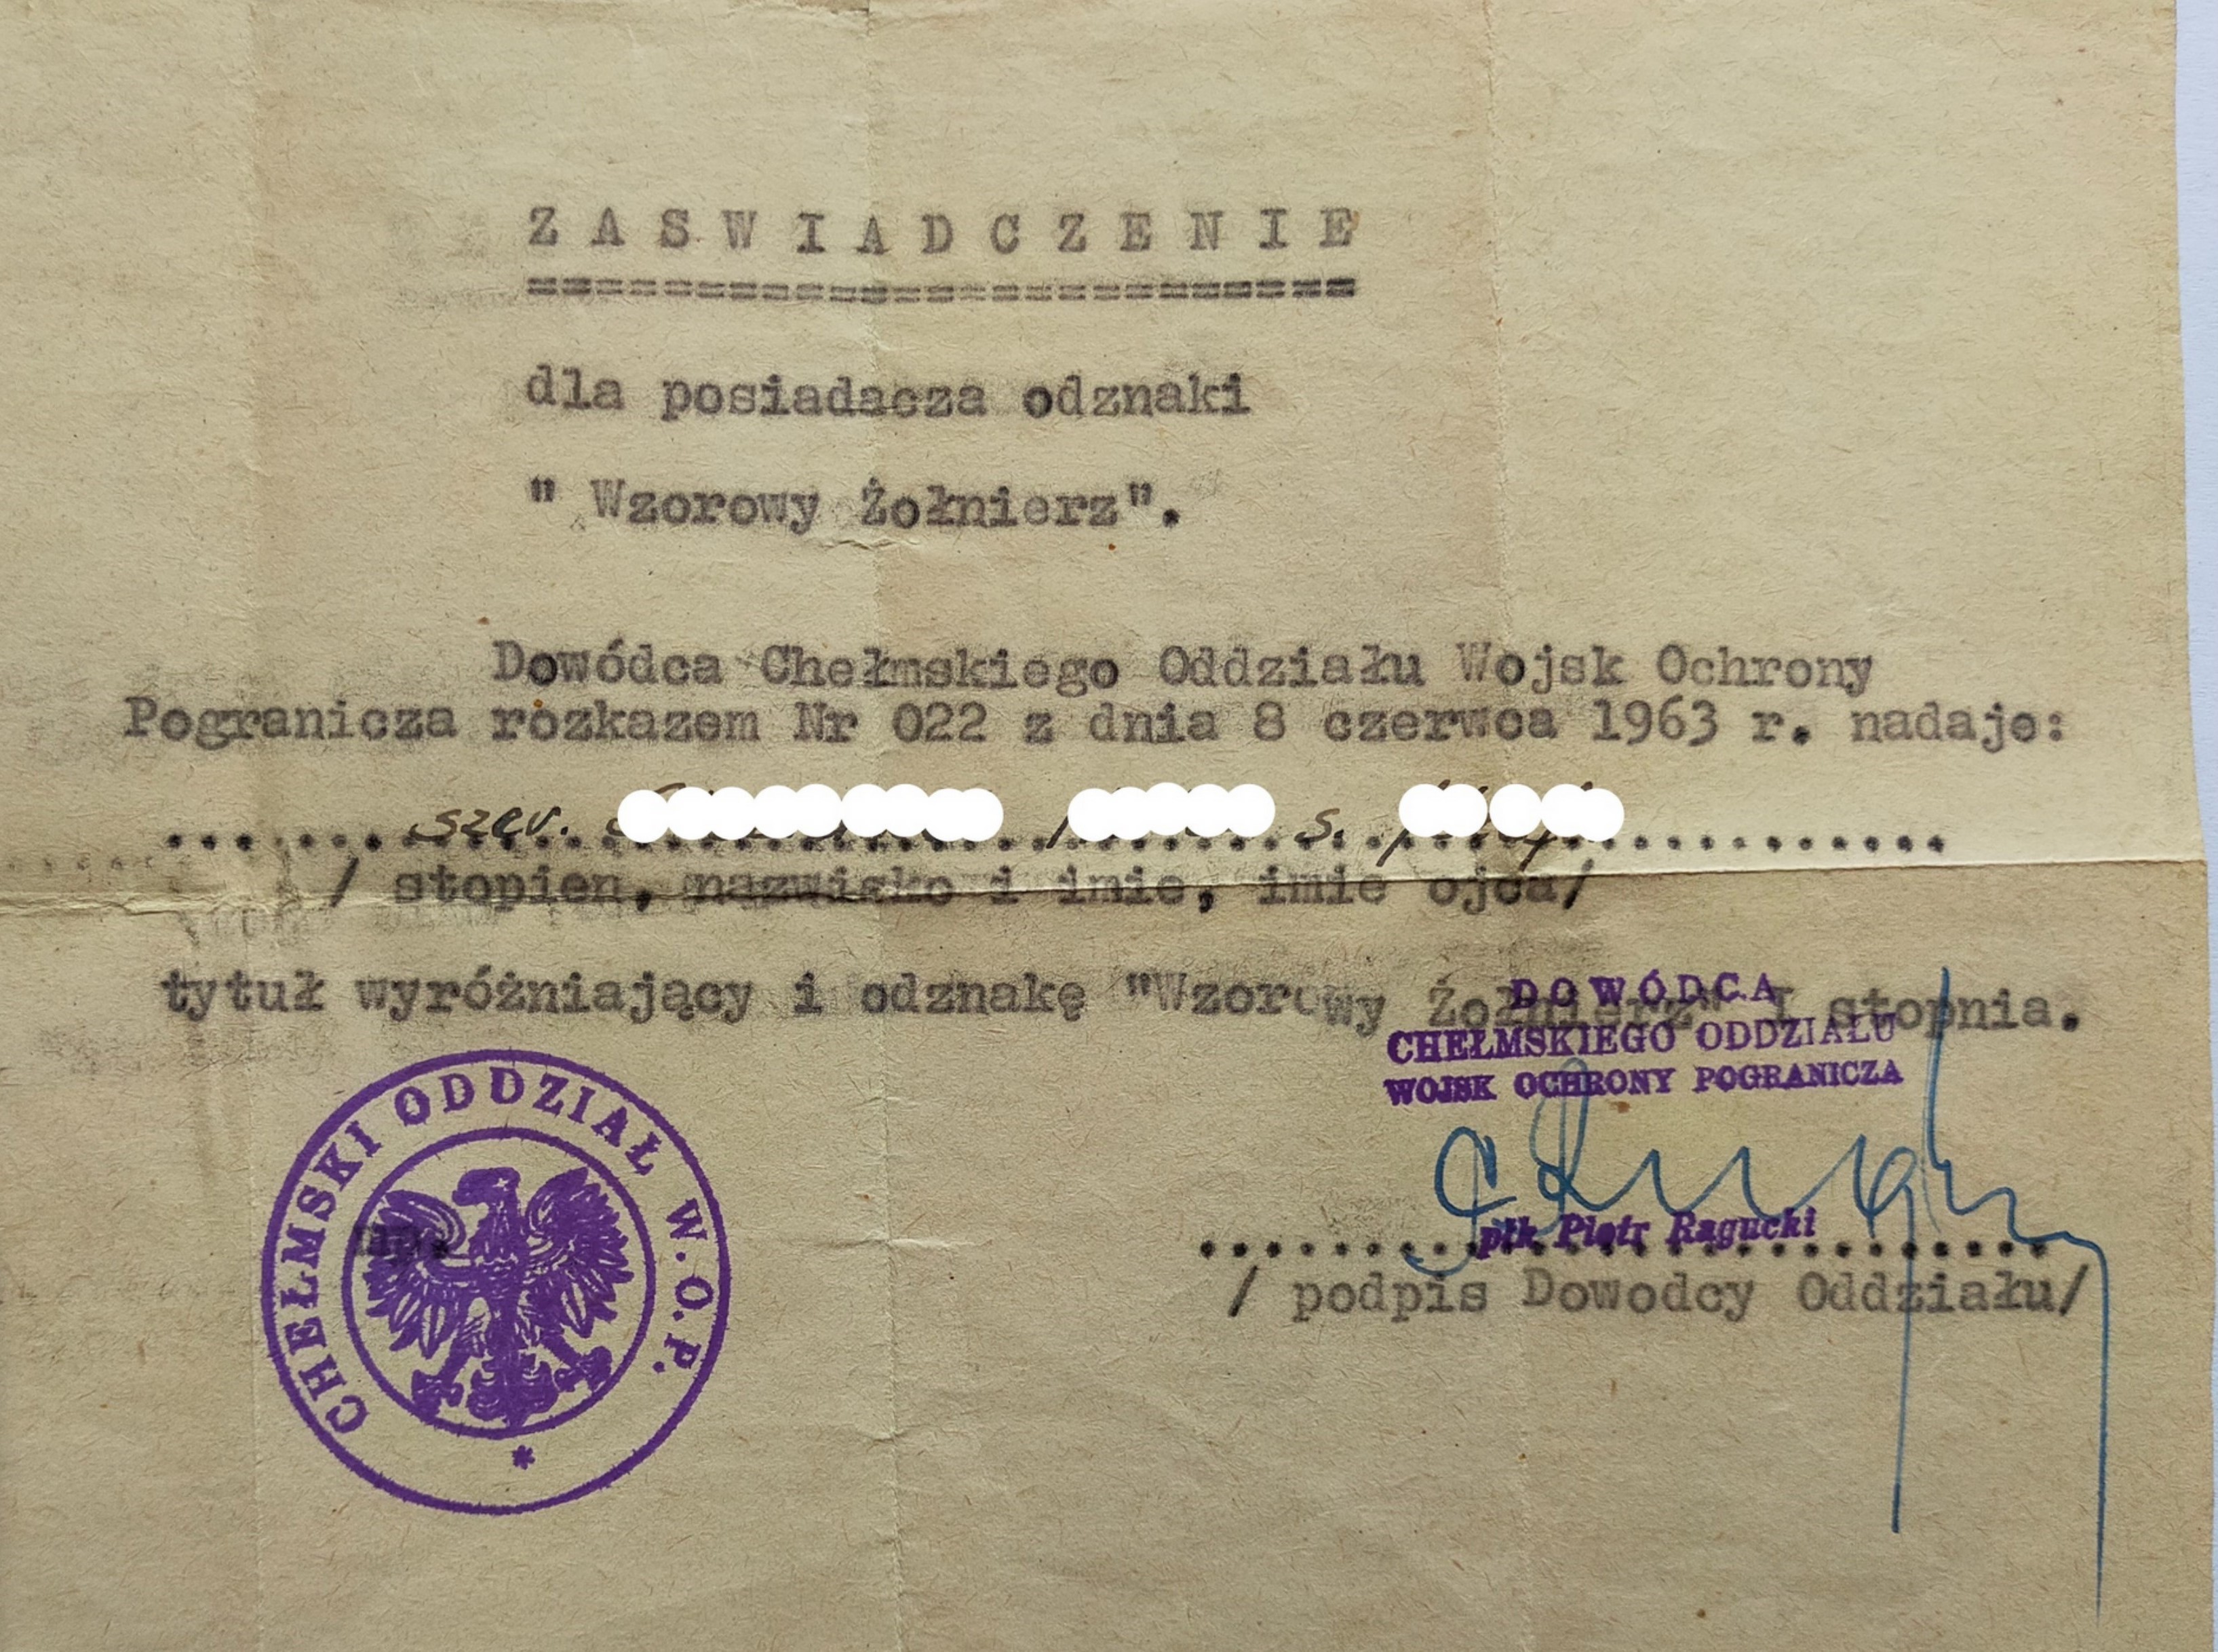 ZASWIADCZENIE
=========================
dla posiadacza odznaki
" Wzorowy Żołnierz".
Dowódca Chełmskiego Oddziału Wojsk Ochrony
Pogranicza rozkazem Nr 022 z dnia 8 czerwca 1963 r. nadaje:
szer. s.
/ stopien, nazwisko i imie, imie ojca/
tytuł wyróżniający i odznakę "Wzorowy Żołnierz" I stopnia.
DOWÓDCA
CHEŁMSKIEGO ODDZIAŁU
WOJSK OCHRONY POGRANICZA
CHEŁMSKI ODDZIAŁ W.O.P. *
mp.
płk Piotr Ragucki
/ podpis Dowodcy Oddziału/